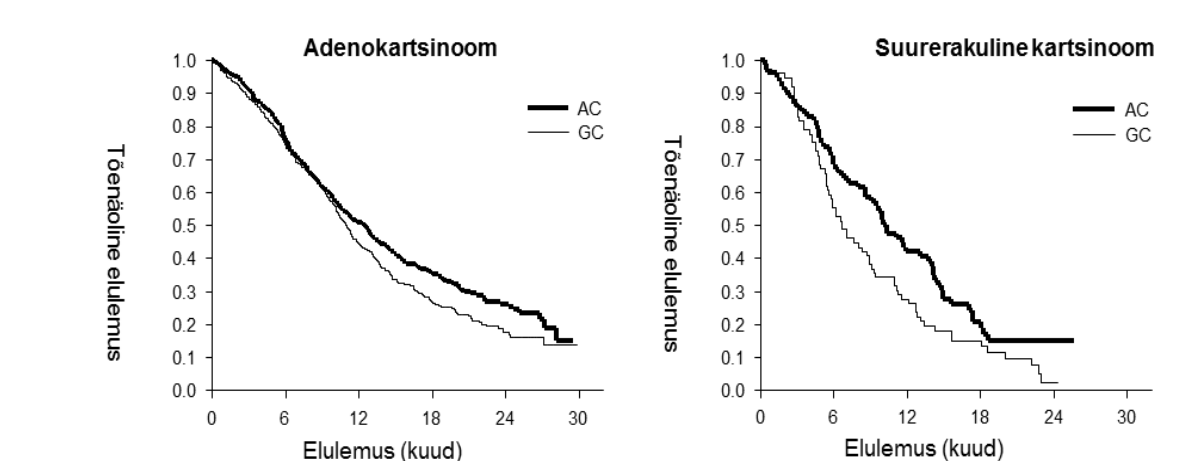 Adenokartsinoom
1.0
0.9
0.8
0.7
0.6
0.5
0.4
0.3
0.2
0.1
0.0
Tõenäoline elulemus
AC
GC
0 6 12 18 24 30
Elulemus (kuud)
Suurerakuline kartsinoom
1.0
0.9
0.8
0.7
0.6
0.5
0.4
0.3
0.2
0.1
0.0
Tõenäoline elulemus
AC
GC
0 6 12 18 24 30
Elulemus (kuud)